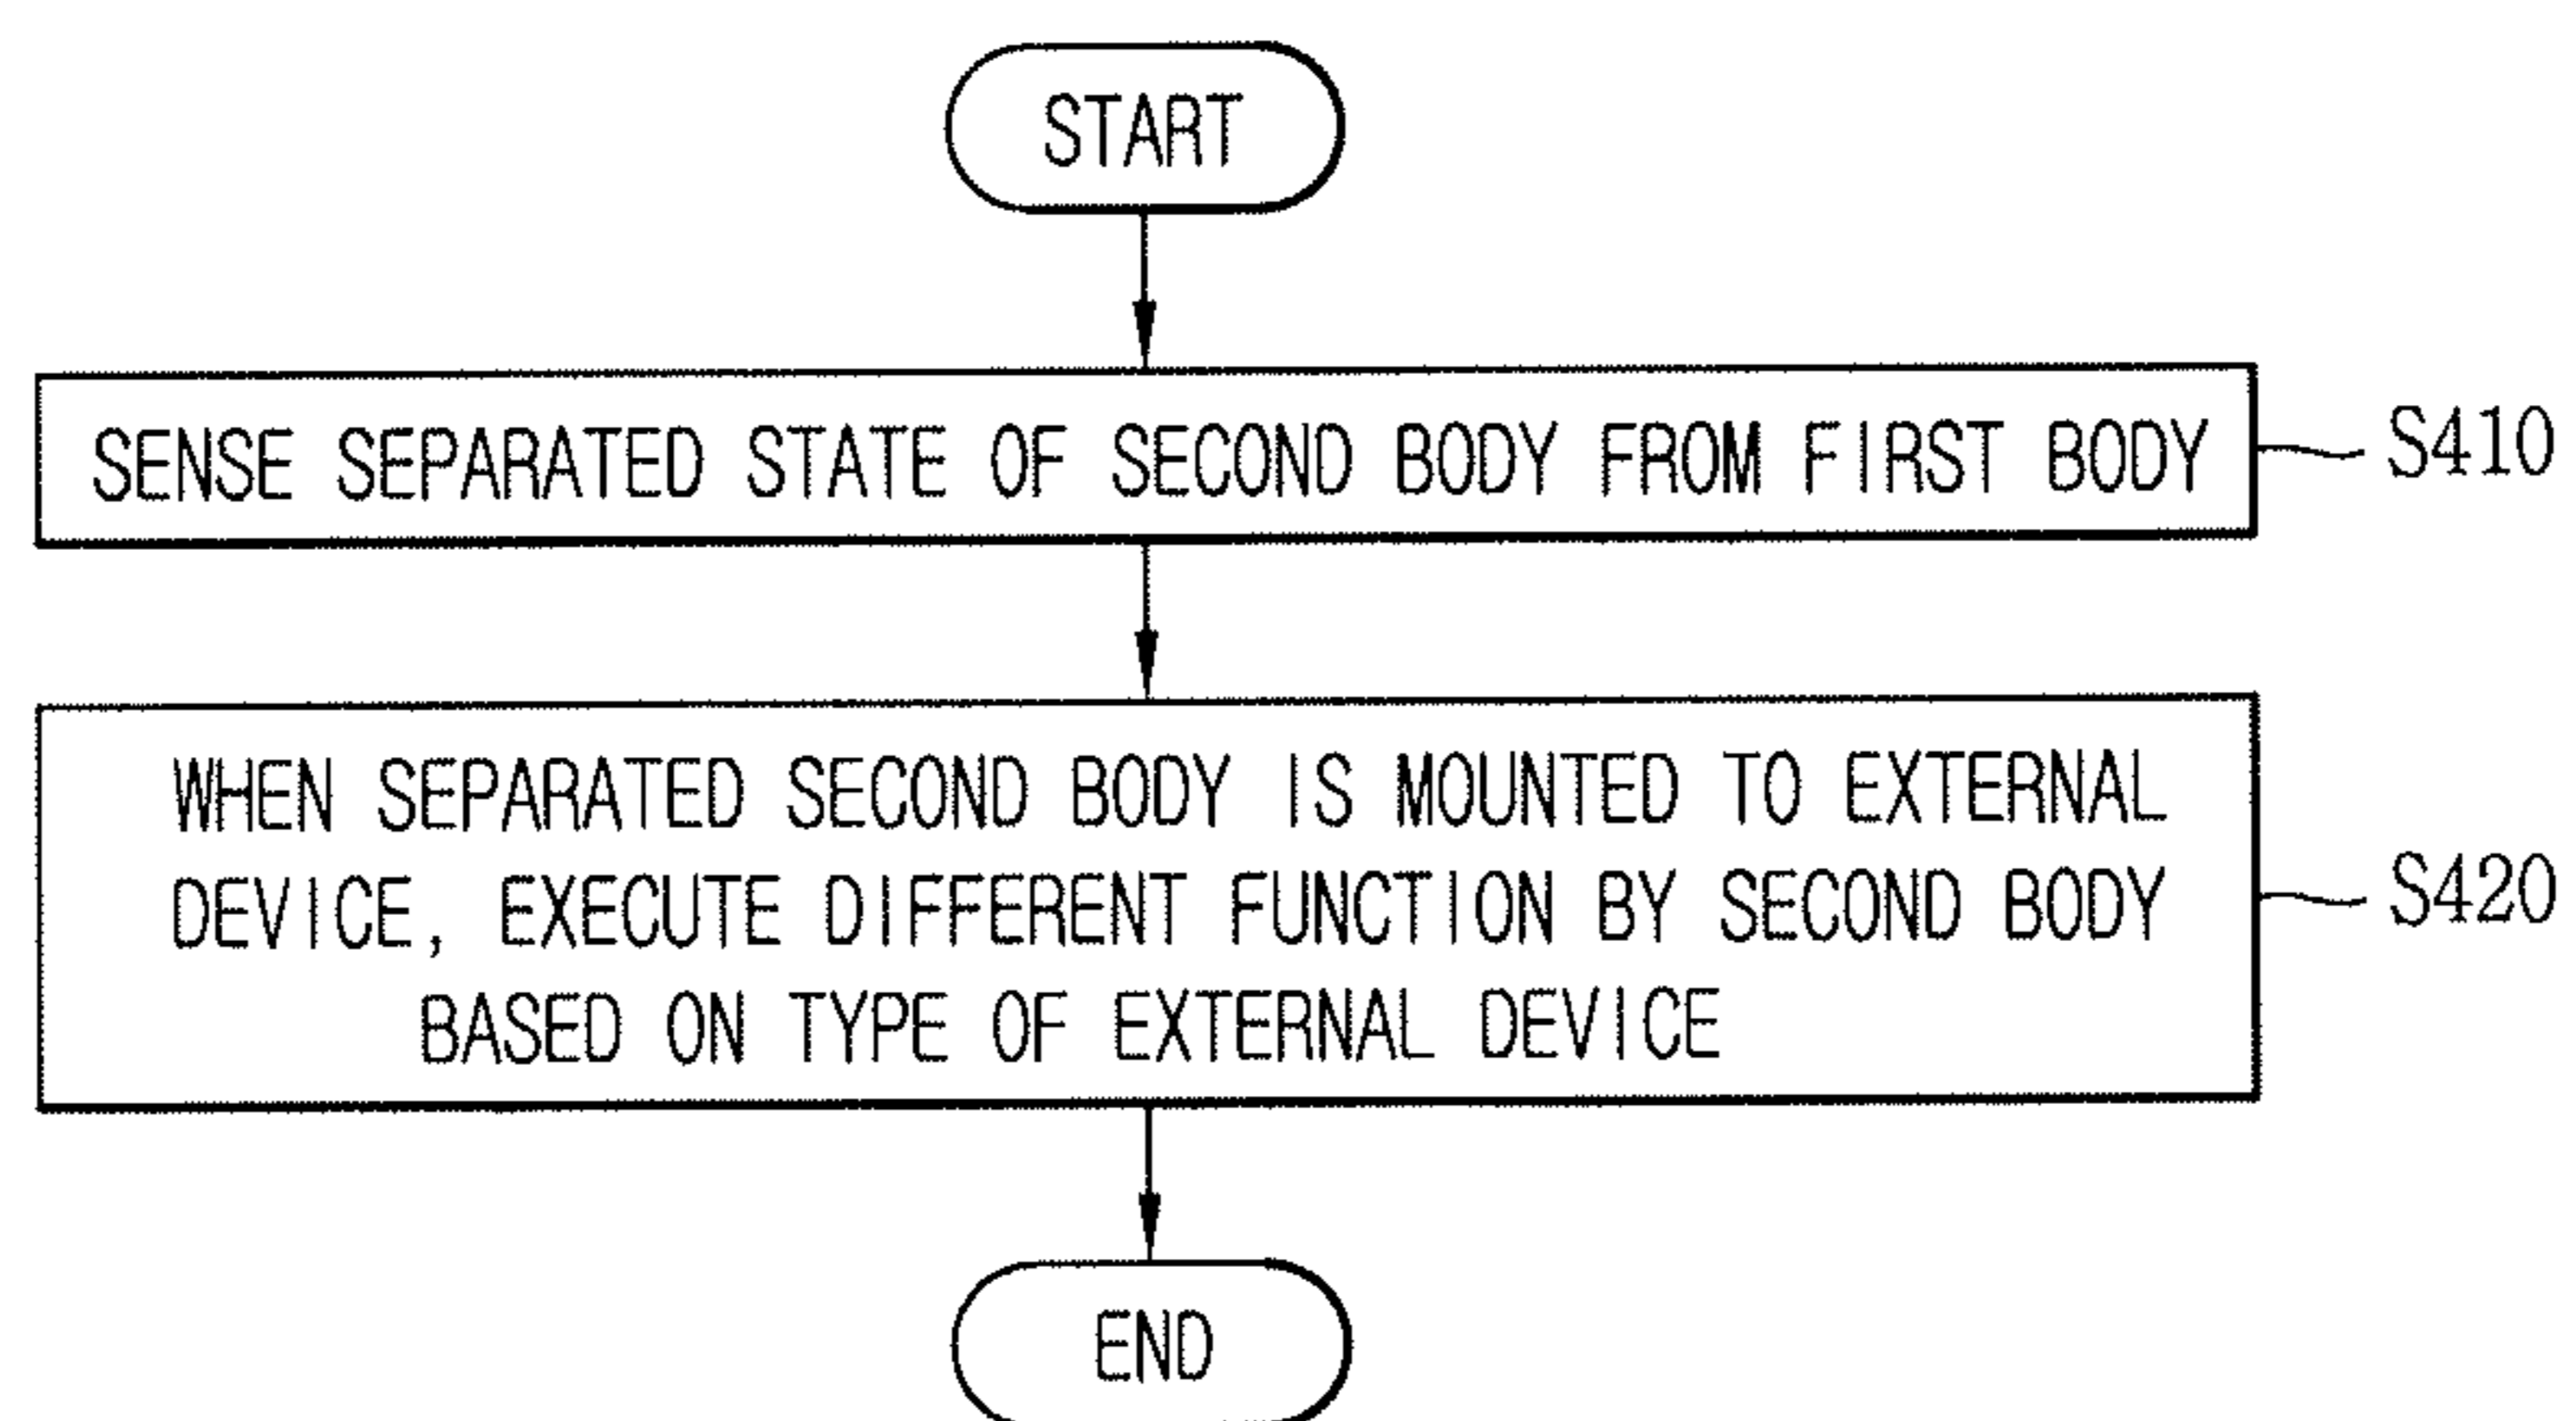 START
SENSE SEPARATED STATE OF SECOND BODY FROM FIRST BODY
S410
WHEN SEPARATED SECOND BODY IS MOUNTED TO EXTERNAL
DEVICE, EXECUTE DIFFERENT FUNCTION BY SECOND BODY
BASED ON TYPE OF EXTERNAL DEVICE
S420
END